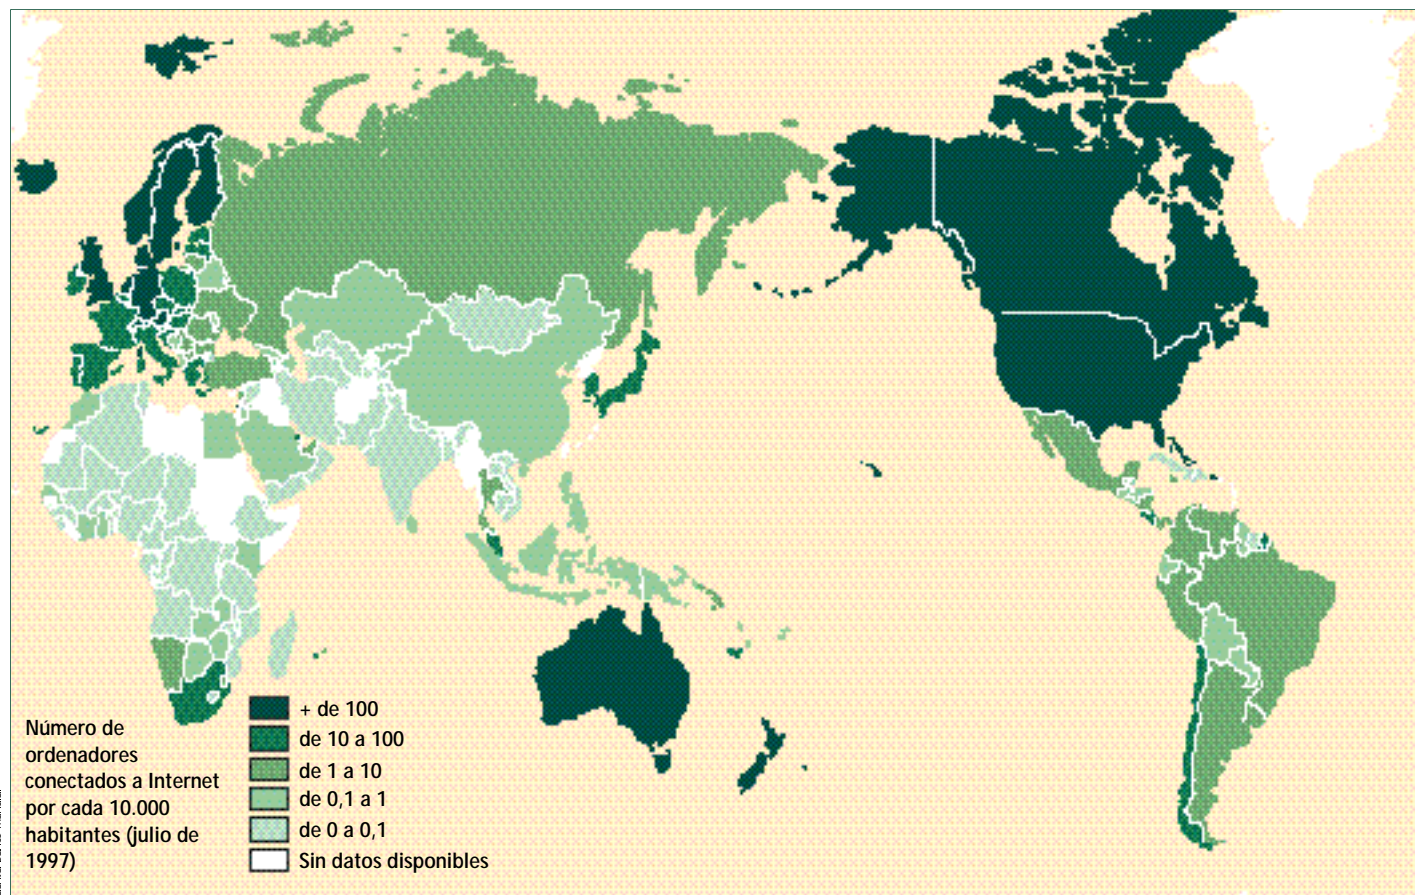 Número de
ordenadores
conectados a Internet
por cada 10.000
habitantes (julio de
1997)
+ de 100
de 10 a 100
de 1 a 10
de 0,1 a 1
de 0 a 0,1
Sin datos disponibles